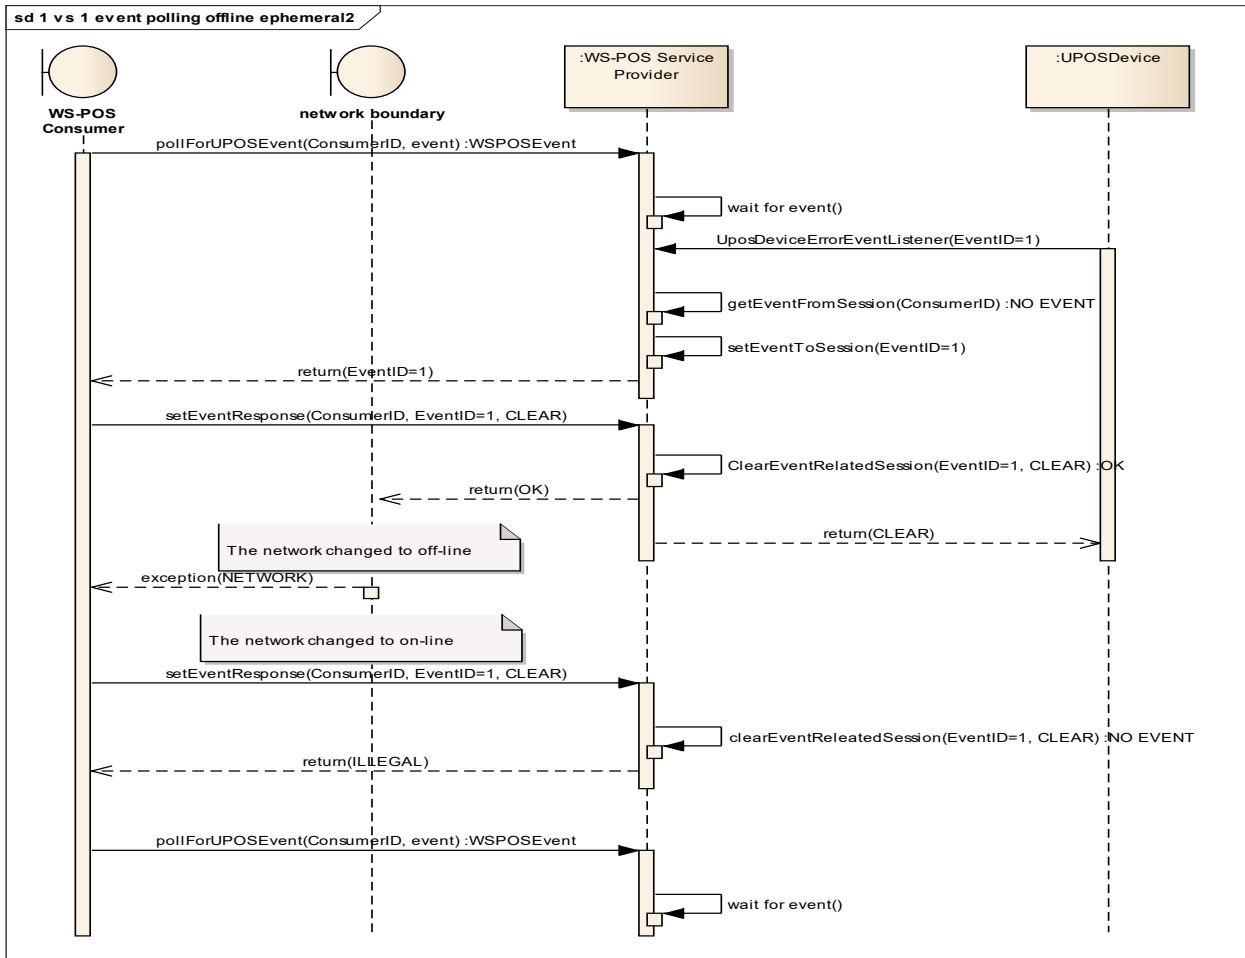 sd 1 vs 1 event polling offline ephemeral2
:WS-POS Service
Provider
:UPOSDevice
WS-POS
Consumer
network boundary
pollForUPOSEvent(ConsumerID, event) :WSPOSEvent
wait for event()
UposDeviceErrorEventListener(EventID=1)
getEventFromSession(ConsumerID) :NO EVENT
setEventToSession(EventID=1)
return(EventID=1)
setEventResponse(ConsumerID, EventID=1, CLEAR)
ClearEventRelatedSession(EventID=1, CLEAR) :OK
return(OK)
return(CLEAR)
The network changed to off-line
exception(NETWORK)
The network changed to on-line
setEventResponse(ConsumerID, EventID=1, CLEAR)
clearEventReleatedSession(EventID=1, CLEAR) :NO EVENT
return(ILLEGAL)
pollForUPOSEvent(ConsumerID, event) :WSPOSEvent
wait for event()